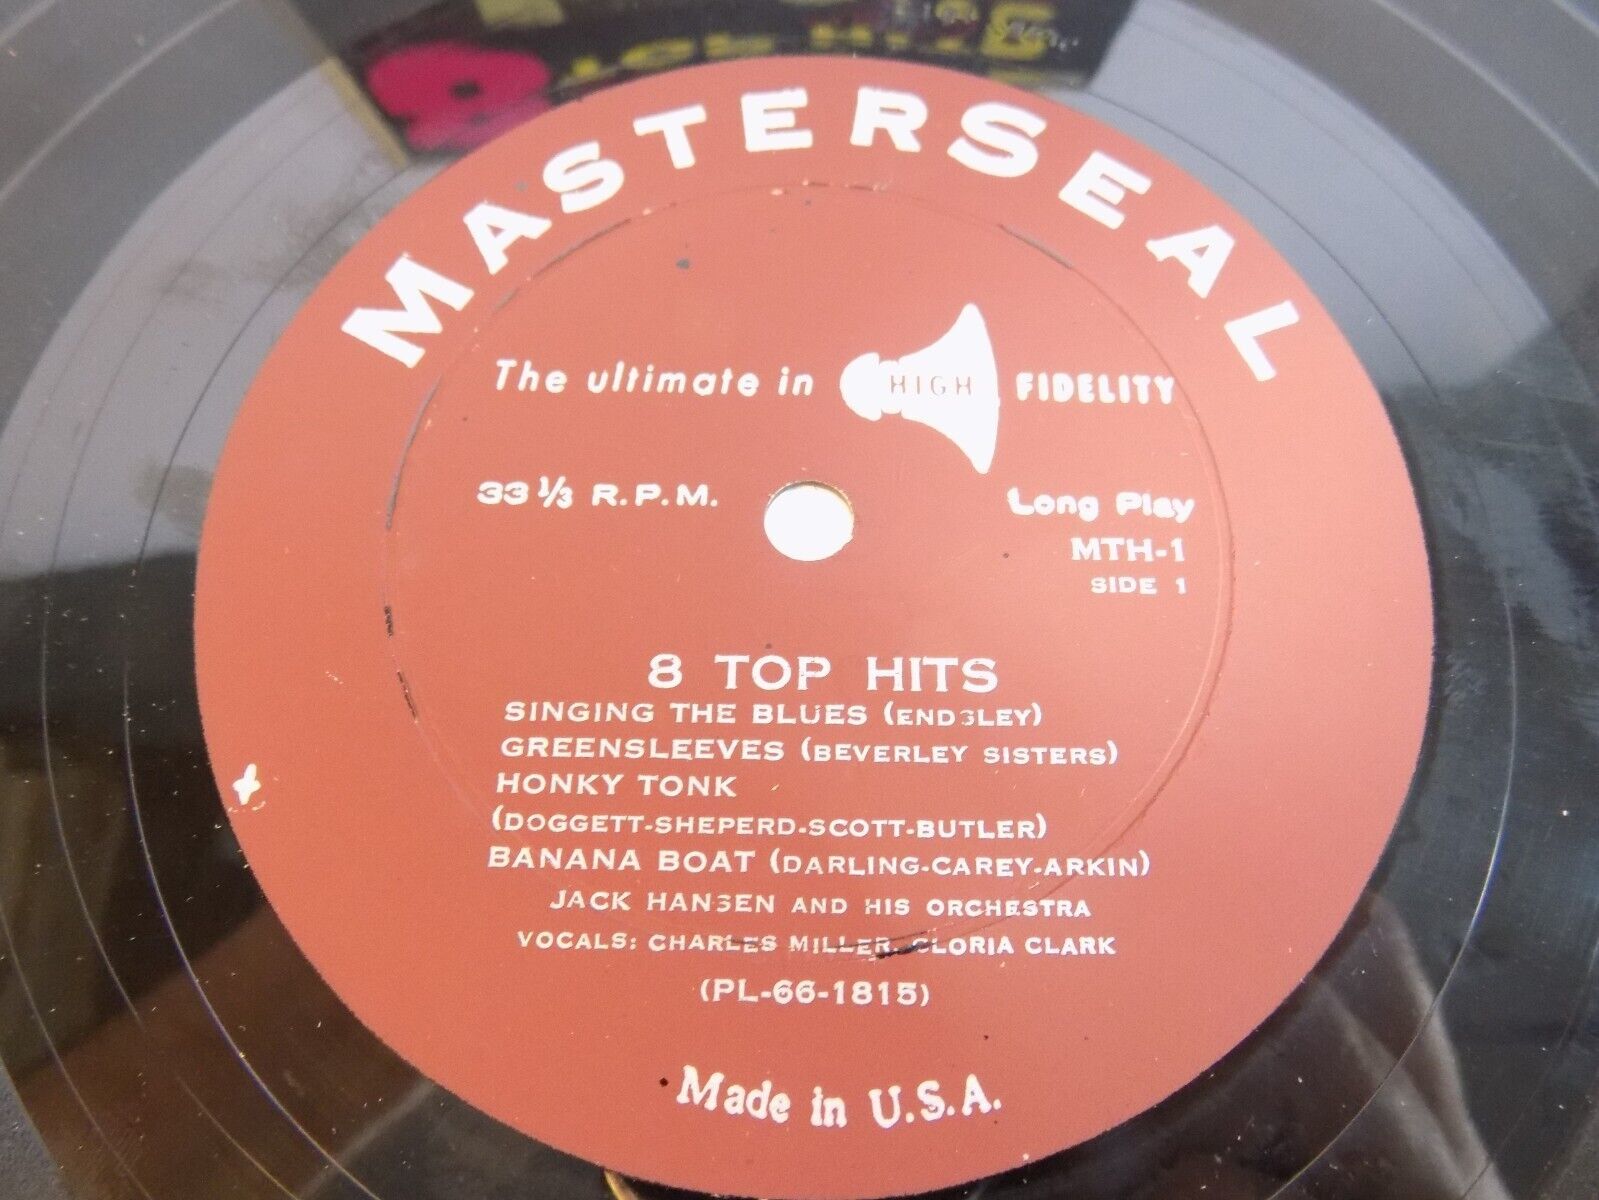 MASTERSEAL
The ultimate in HIGH FIDELITY
33 1/3 R.P.M.
Long Play
MTH-1
SIDE 1
8 TOP HITS
SINGING THE BLUES (ENDSLEY)
GREENSLEEVES (BEVERLEY SISTERS)
HONKY TONK
(DOGGETT-SHEPERD-SCOTT-BUTLER)
BANANA BOAT (DARLING-CAREY-ARKIN)
JACK HANSEN AND HIS ORCHESTRA
VOCALS: CHARLES MILLER, GLORIA CLARK
(PL-66-1815)
Made in U.S.A.